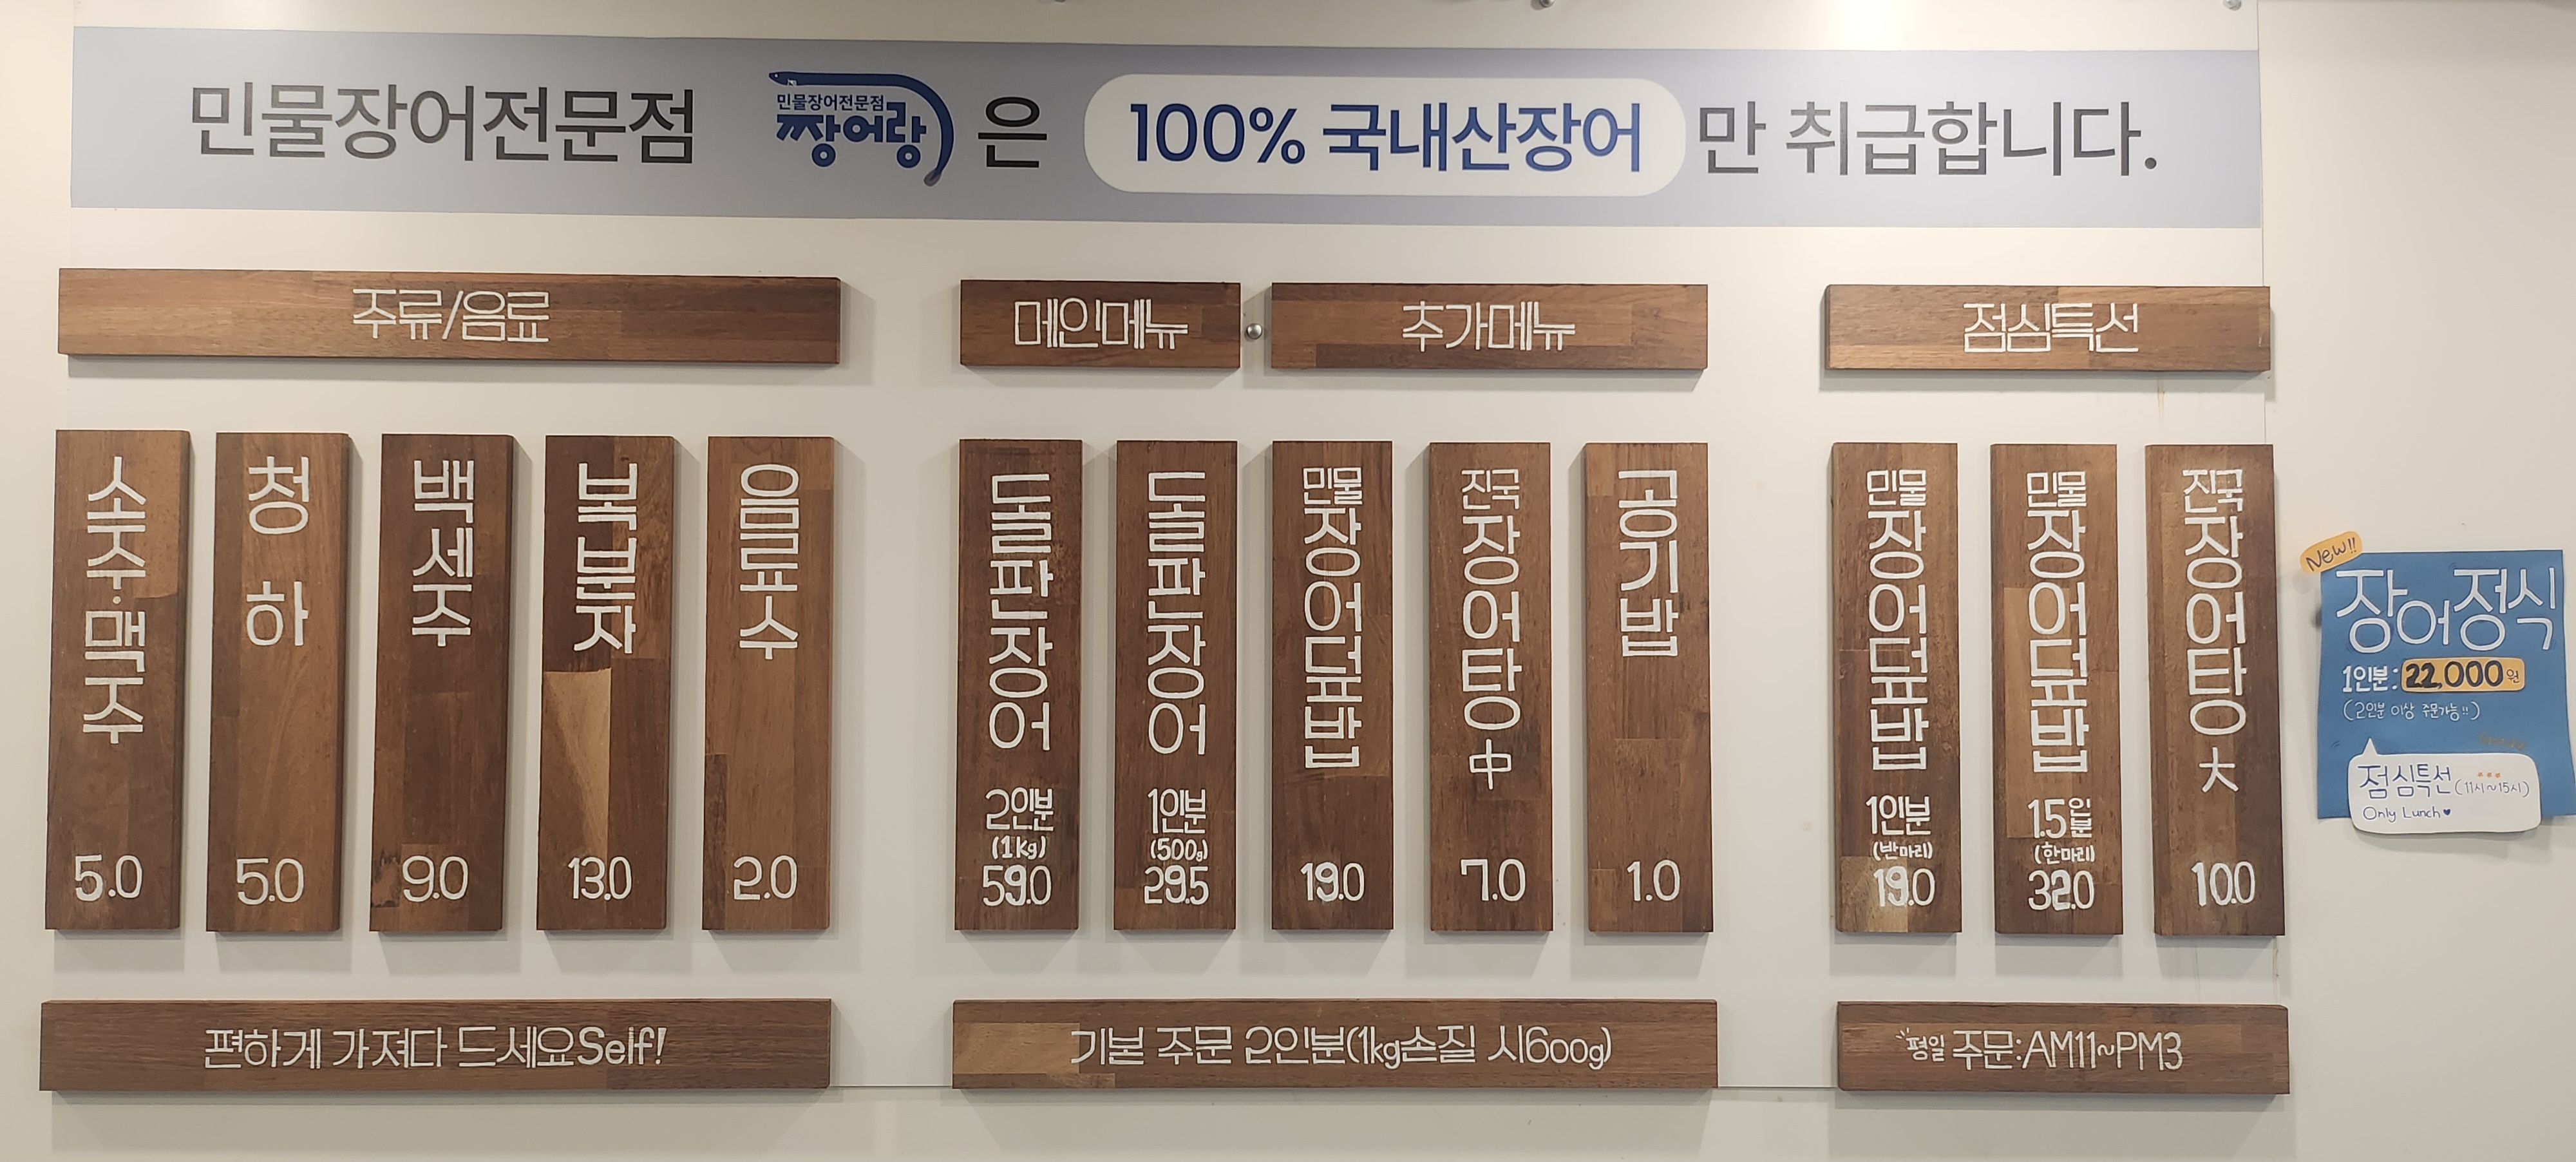 민물장어전문점 민물장어전문점 짱어랑 은 100% 국내산장어 만 취급합니다.
주류/음료
소주·맥주 5.0
청하 5.0
백세주 9.0
복분자 13.0
음료수 2.0
편하게 가져다 드세요 Self!
메인메뉴
추가메뉴
돌판장어 2인분 (1kg) 59.0
돌판장어 1인분 (500g) 29.5
민물장어덮밥 19.0
진국장어탕 中 7.0
공기밥 1.0
기본 주문 2인분(1kg손질 시600g)
점심특선
민물장어덮밥 1인분 (반마리) 19.0
민물장어덮밥 1.5인분 (한마리) 32.0
진국장어탕 大 10.0
평일 주문:AM11~PM3
New!!
장어정식
1인분: 22,000원
(2인분 이상 주문가능!!)
점심특선 (11시~15시)
Only Lunch♥